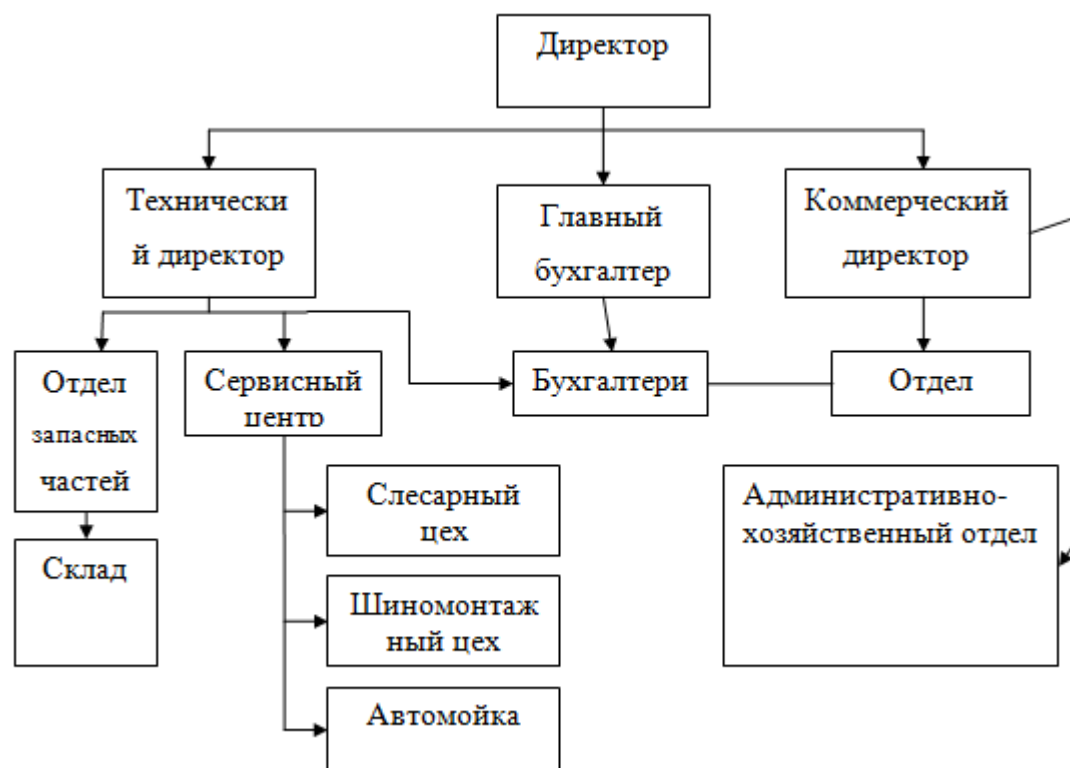 Директор
Технически
й директор
Главный
бухгалтер
Коммерческий
директор
Отдел
запасных
частей
Сервисный
центр
Бухгалтери
Отдел
Слесарный
цех
Административно-
хозяйственный отдел
Склад
Шиномонтаж
ный цех
Автомойка